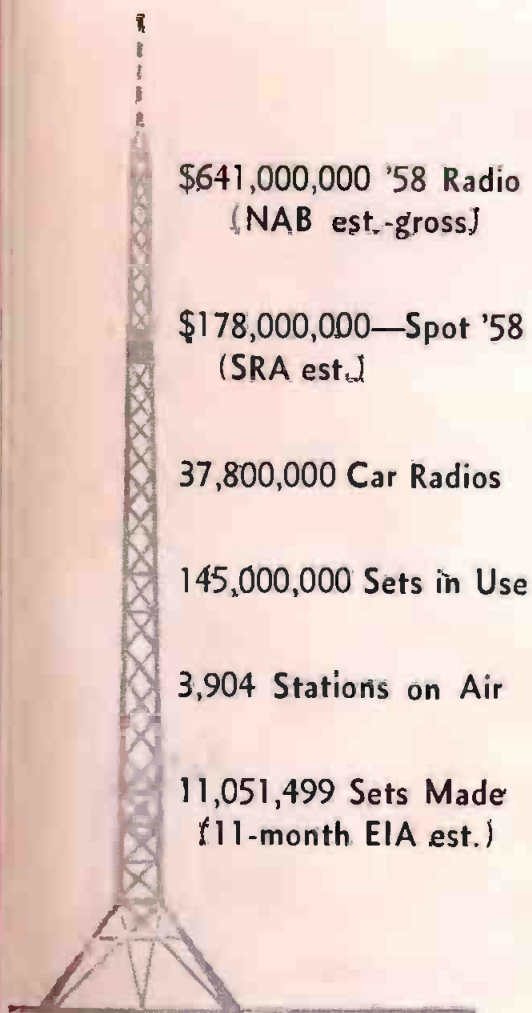 $641,000,000 '58 Radio
(NAB est.-gross)
$178,000,000—Spot '58
(SRA est.)
37,800,000 Car Radios
145,000,000 Sets in Use
3,904 Stations on Air
11,051,499 Sets Made
(11-month EIA est.)